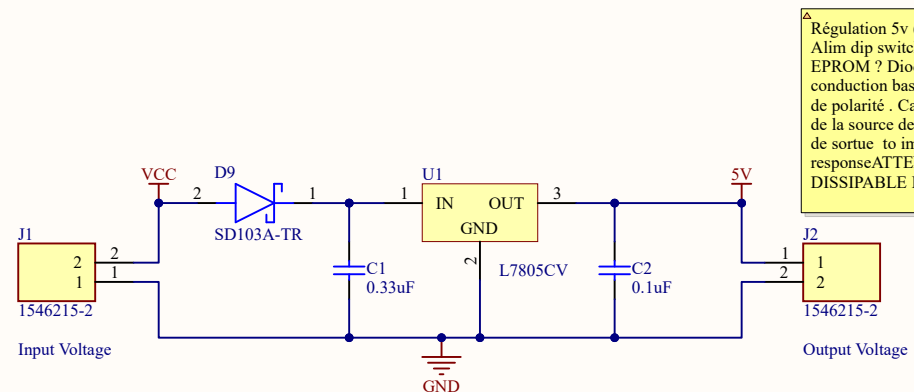 Régulation 5v
Alim dip switc
EPROM ? Dio
conduction bas
de polarité . Ca
de la source de
de sortue to im
responseATTE
DISSIPABLE
VCC
D9
2
1
SD103A-TR
U1
1
IN
OUT
3
GND
2
L7805CV
5V
J1
2
2
1
1
1546215-2
Input Voltage
C1
0.33uF
C2
0.1uF
GND
J2
1
1
2
2
1546215-2
Output Voltage